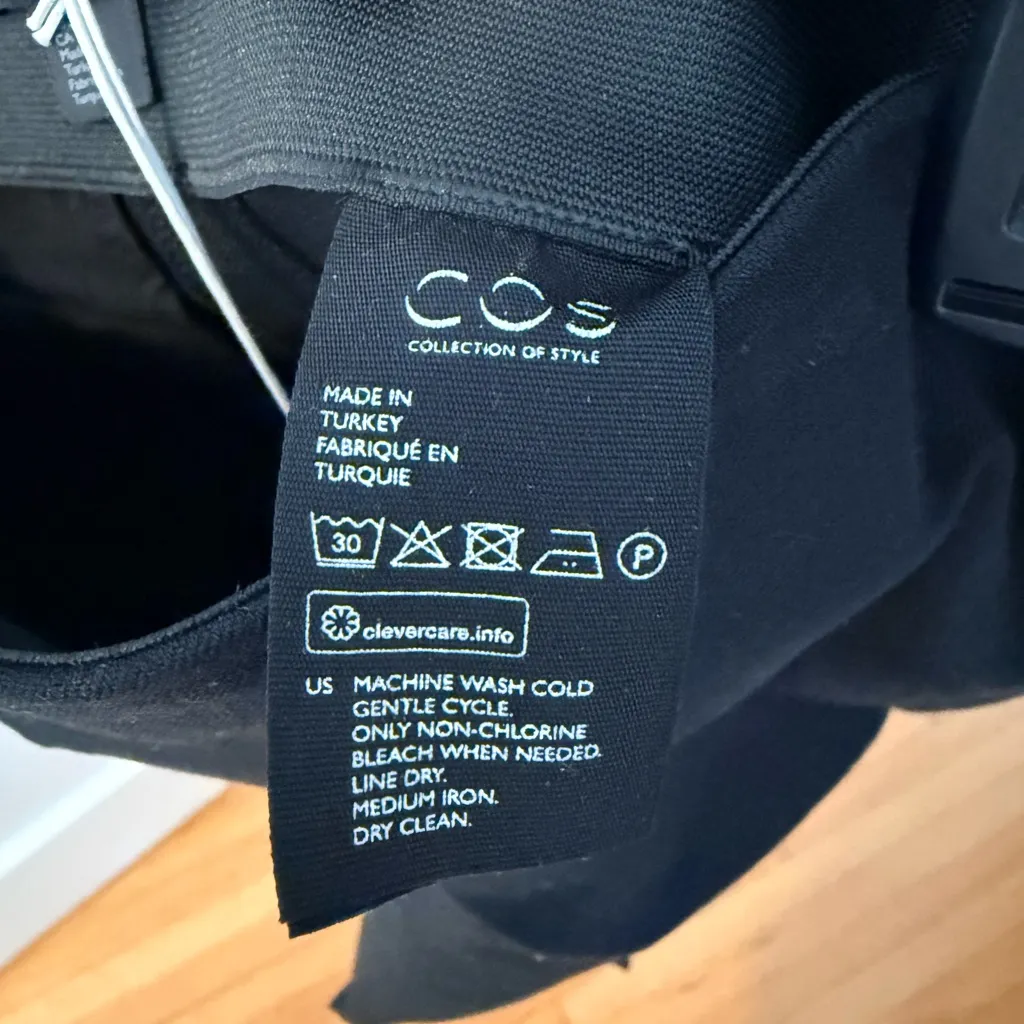 COS
COLLECTION OF STYLE
MADE IN
TURKEY
FABRIQUÉ EN
TURQUIE
30 P
clevercare.info
US MACHINE WASH COLD
GENTLE CYCLE.
ONLY NON-CHLORINE
BLEACH WHEN NEEDED.
LINE DRY.
MEDIUM IRON.
DRY CLEAN.